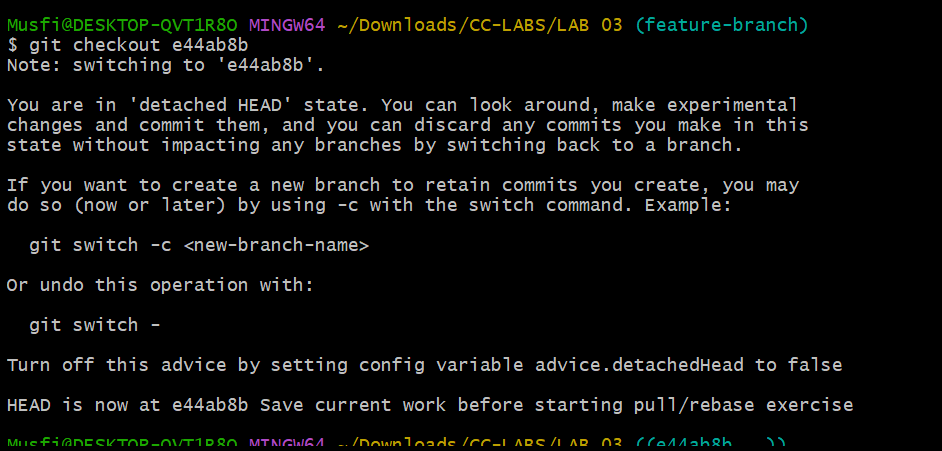 Musfi@DESKTOP-QVT1R8O MINGW64 ~/Downloads/CC-LABS/LAB 03 (feature-branch)
$ git checkout e44ab8b
Note: switching to 'e44ab8b'.
You are in 'detached HEAD' state. You can look around, make experimental
changes and commit them, and you can discard any commits you make in this
state without impacting any branches by switching back to a branch.
If you want to create a new branch to retain commits you create, you may
do so (now or later) by using -c with the switch command. Example:
git switch -c <new-branch-name>
Or undo this operation with:
git switch -
Turn off this advice by setting config variable advice.detachedHead to false
HEAD is now at e44ab8b Save current work before starting pull/rebase exercise
Musfi@DESKTOP-QVT1R8O MINGW64 ~/Downloads/CC-LABS/LAB 03 ((e44ab8b...))